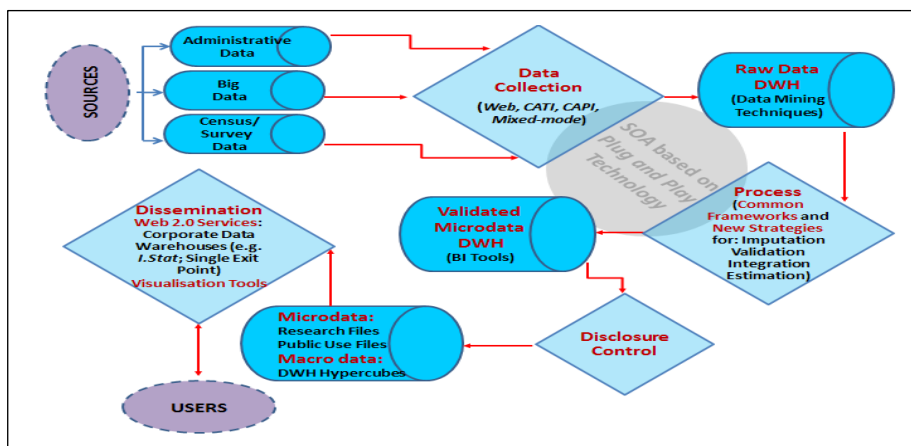 SOURCES
Administrative
Data
Big
Data
Census/
Survey
Data
Data
Collection
(Web, CATI, CAPI,
Mixed-mode)
Raw Data
DWH
(Data Mining
Techniques)
SOA based on
Plug and Play
Technology
Process
(Common
Frameworks and
New Strategies
for: Imputation
Validation
Integration
Estimation)
Validated
Microdata
DWH
(BI Tools)
Disclosure
Control
Microdata:
Research Files
Public Use Files
Macro data:
DWH Hypercubes
Dissemination
Web 2.0 Services:
Corporate Data
Warehouses (e.g.
I.Stat; Single Exit
Point)
Visualisation Tools
USERS